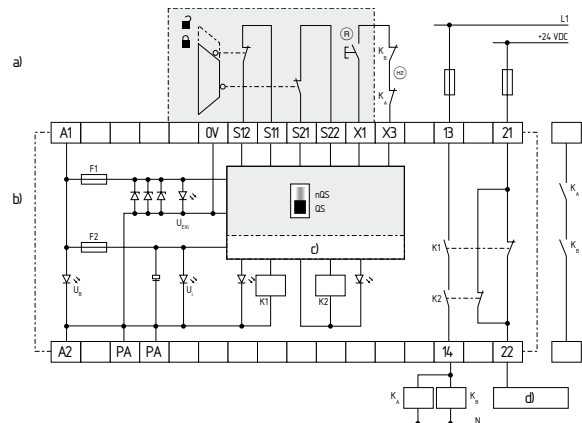 L1
+24 VDC
a)
R
K B
H2
K A
A1 0V S12 S11 S21 S22 X1 X3 13 21
F1
nQS
QS
K A
b)
U EXi
F2
c)
K1
K B
U B
U i
K1
K2
K2
A2 PA PA 14 22
K A
K B
d)
N